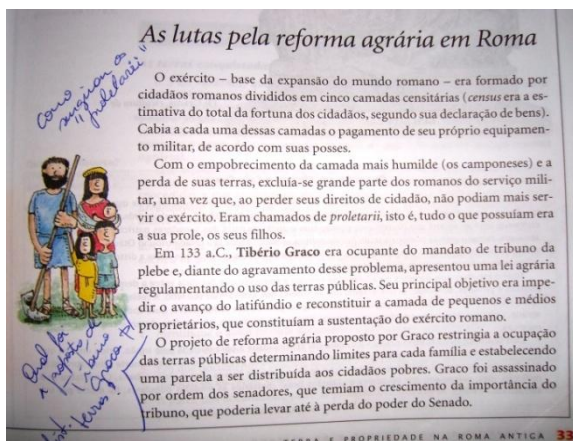 As lutas pela reforma agrária em Roma
O exército – base da expansão do mundo romano – era formado por
cidadãos romanos divididos em cinco camadas censitárias (census era a es-
timativa do total da fortuna dos cidadãos, segundo sua declaração de bens).
Cabia a cada uma dessas camadas o pagamento de seu próprio equipamen-
to militar, de acordo com suas posses.
Com o empobrecimento da camada mais humilde (os camponeses) e a
perda de suas terras, excluía-se grande parte dos romanos do serviço mili-
tar, uma vez que, ao perder seus direitos de cidadão, não podiam mais ser-
vir o exército. Eram chamados de proletarii, isto é, tudo o que possuíam era
a sua prole, os seus filhos.
Em 133 a.C., Tibério Graco era ocupante do mandato de tribuno da
plebe e, diante do agravamento desse problema, apresentou uma lei agrária
regulamentando o uso das terras públicas. Seu principal objetivo era impe-
dir o avanço do latifúndio e reconstituir a camada de pequenos e médios
proprietários, que constituíam a sustentação do exército romano.
O projeto de reforma agrária proposto por Graco restringia a ocupação
das terras públicas determinando limites para cada família e estabelecendo
uma parcela a ser distribuída aos cidadãos pobres. Graco foi assassinado
por ordem dos senadores, que temiam o crescimento da importância do
tribuno, que poderia levar até à perda do poder do Senado.
como
surgiram os
"proletarii"
Qual foi
a proposta de
Graco p/
terras?
E PROPRIEDADE NA ROMA ANTIGA 33